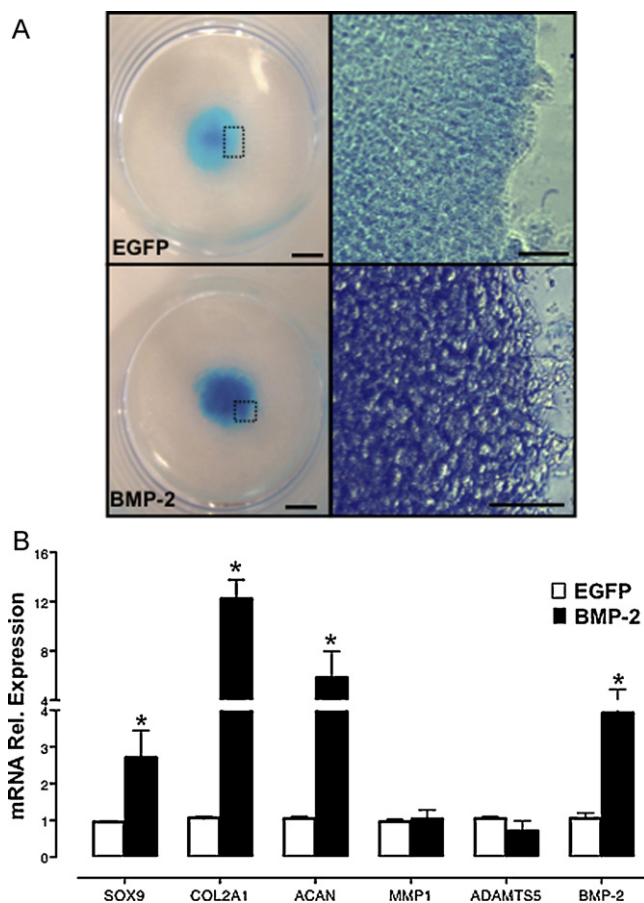 A
EGFP
BMP-2
B
mRNA Rel. Expression
16
12
8
4
4
3
2
1
0
*
*
*
*
EGFP
BMP-2
SOX9
COL2A1
ACAN
MMP1
ADAMTS5
BMP-2